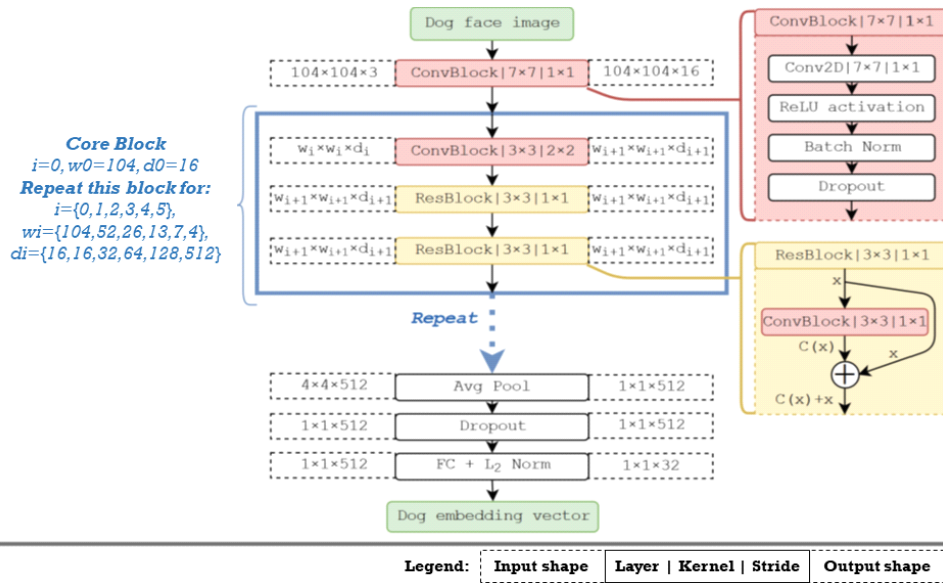 Dog face image
104×104×3 ConvBlock|7×7|1×1 104×104×16
Core Block
i=0,w0=104,d0=16
Repeat this block for:
i={0,1,2,3,4,5},
wi={104,52,26,13,7,4},
di={16,16,32,64,128,512}
wᵢ×wᵢ×dᵢ ConvBlock|3×3|2×2 wᵢ₊₁×wᵢ₊₁×dᵢ₊₁
wᵢ₊₁×wᵢ₊₁×dᵢ₊₁ ResBlock|3×3|1×1 wᵢ₊₁×wᵢ₊₁×dᵢ₊₁
wᵢ₊₁×wᵢ₊₁×dᵢ₊₁ ResBlock|3×3|1×1 wᵢ₊₁×wᵢ₊₁×dᵢ₊₁
Repeat
4×4×512 Avg Pool 1×1×512
1×1×512 Dropout 1×1×512
1×1×512 FC + L₂ Norm 1×1×32
Dog embedding vector
ConvBlock|7×7|1×1
Conv2D|7×7|1×1
ReLU activation
Batch Norm
Dropout
ResBlock|3×3|1×1
x
ConvBlock|3×3|1×1
C(x)
x
C(x)+x
Legend: Input shape Layer | Kernel | Stride Output shape